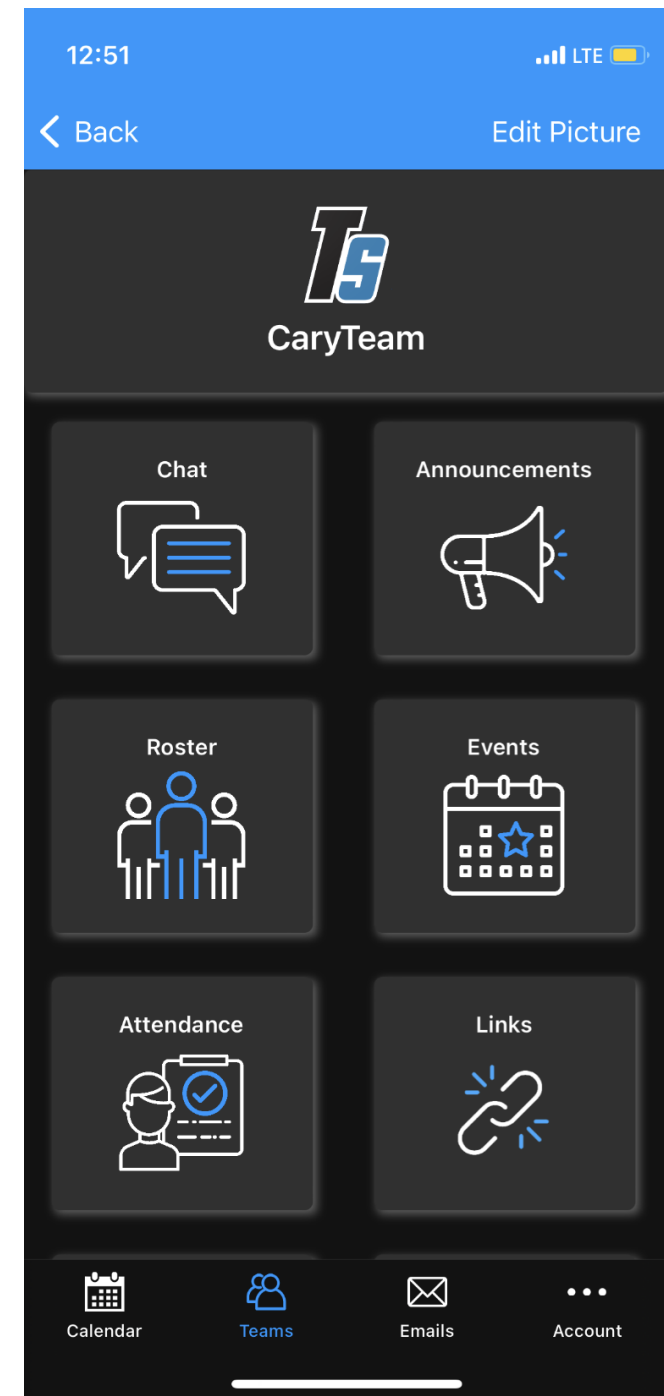 12:51 LTE
Back Edit Picture
TS
CaryTeam
Chat Announcements
Roster Events
Attendance Links
Calendar Teams Emails Account